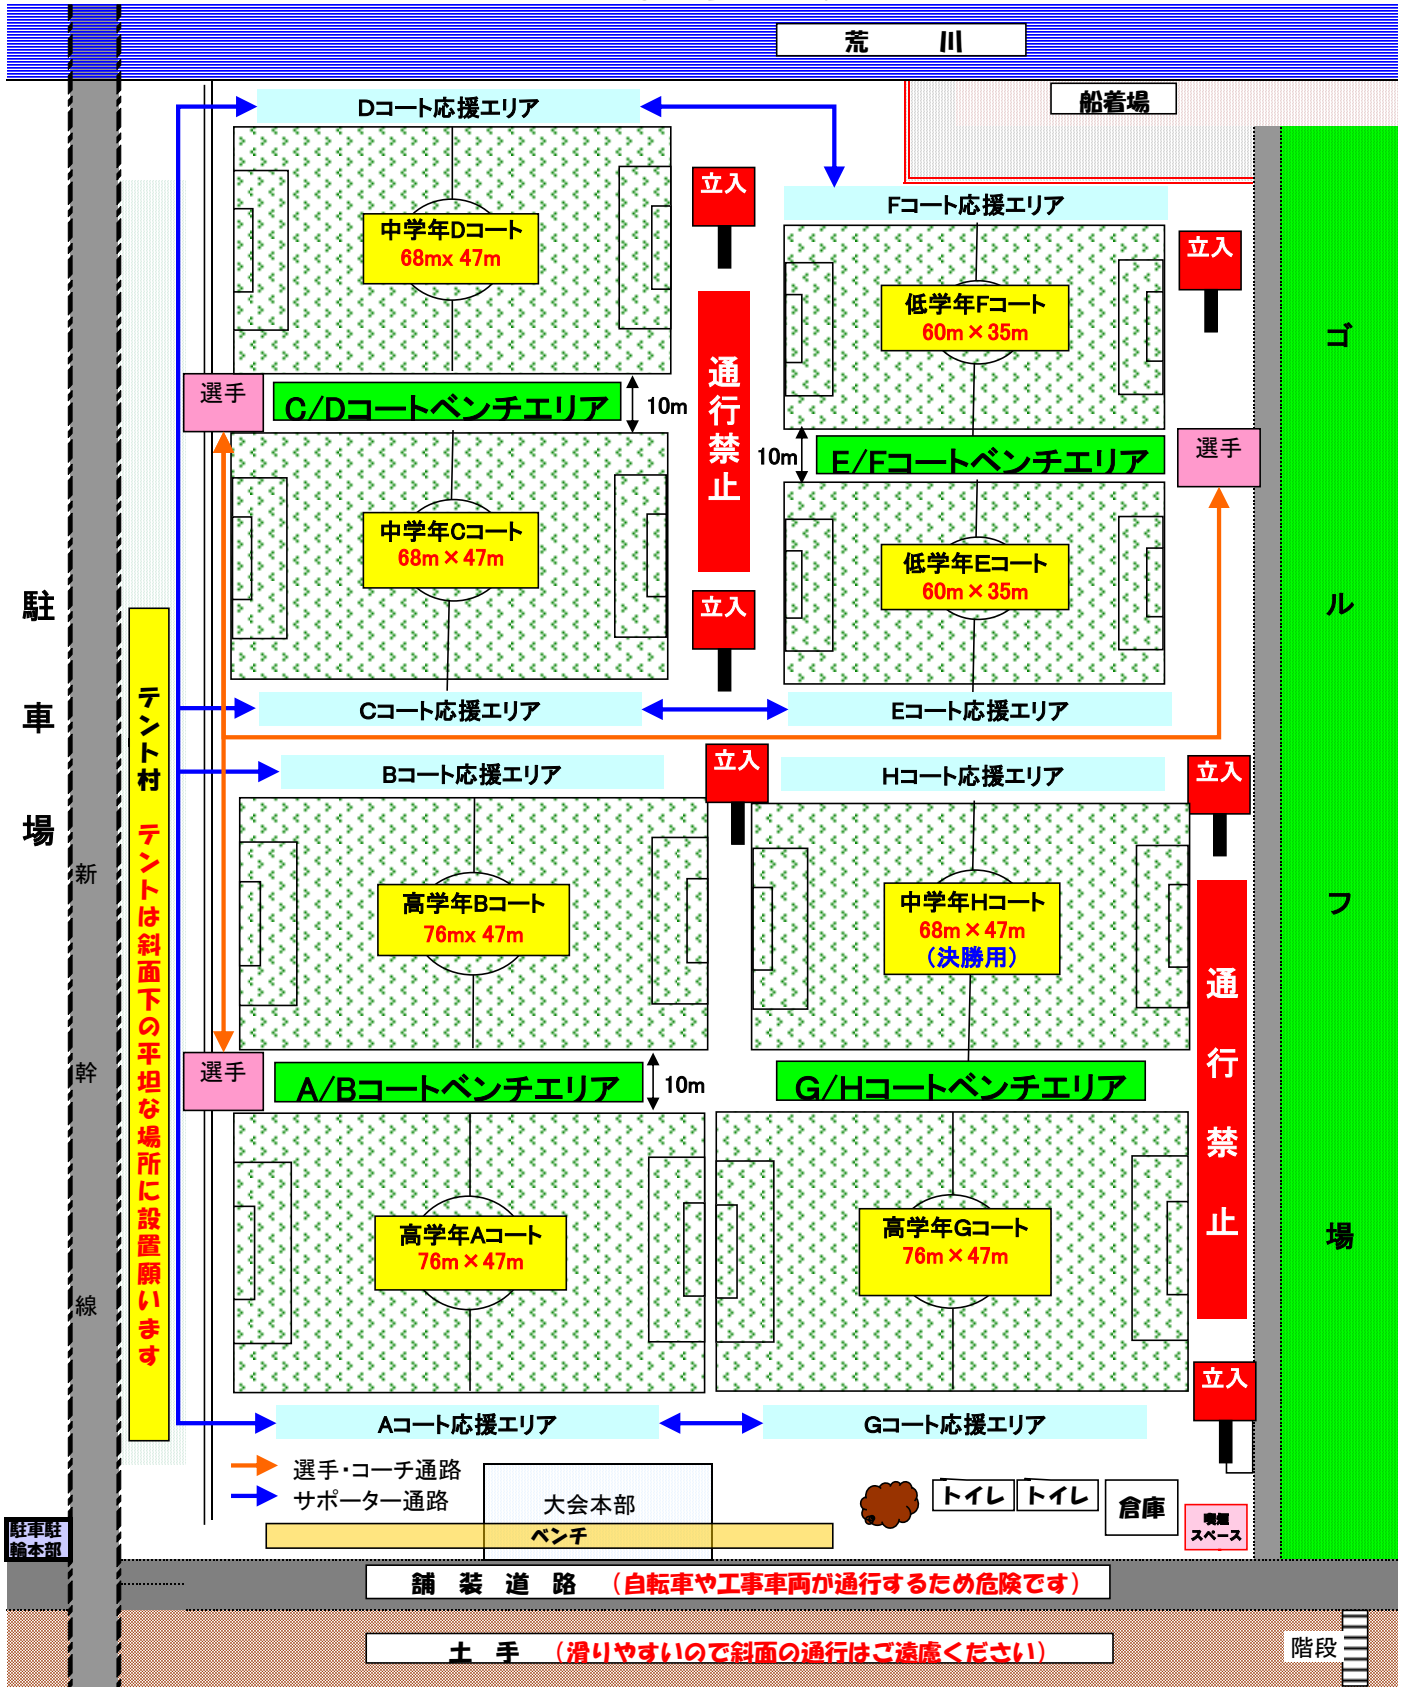 荒 川
船着場
Dコート応援エリア
立入
Fコート応援エリア
中学年Dコート
68mx 47m
立入
低学年Fコート
60m×35m
選手
C/Dコートベンチエリア
10m
通行禁止
10m
E/Fコートベンチエリア
選手
中学年Cコート
68m×47m
低学年Eコート
60m×35m
立入
Cコート応援エリア
Eコート応援エリア
駐車場
ゴルフ場
テント村 テントは斜面下の平坦な場所に設置願います
新幹線
Bコート応援エリア
立入
Hコート応援エリア
立入
高学年Bコート
76mx 47m
中学年Hコート
68m×47m
(決勝用)
通行禁止
選手
A/Bコートベンチエリア
10m
G/Hコートベンチエリア
高学年Aコート
76m×47m
高学年Gコート
76m×47m
立入
Aコート応援エリア
Gコート応援エリア
選手・コーチ通路
サポーター通路
大会本部
ベンチ
トイレ
トイレ
倉庫
喫煙
スペース
駐車駐
輪本部
舗 装 道 路 (自転車や工事車両が通行するため危険です)
土 手 (滑りやすいので斜面の通行はご遠慮ください)
階段